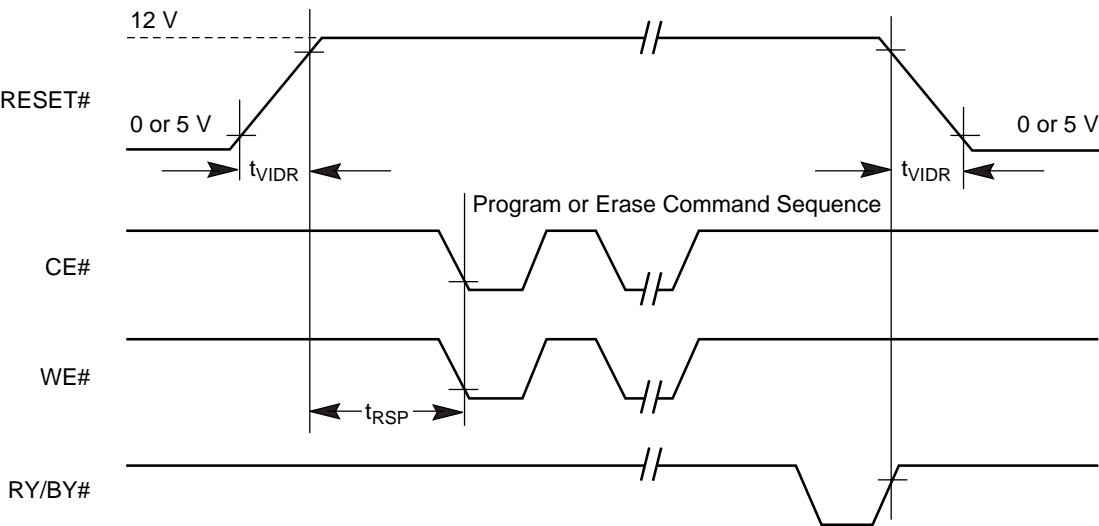 12 V
RESET#
0 or 5 V
0 or 5 V
tVIDR
tVIDR
Program or Erase Command Sequence
CE#
WE#
tRSP
RY/BY#